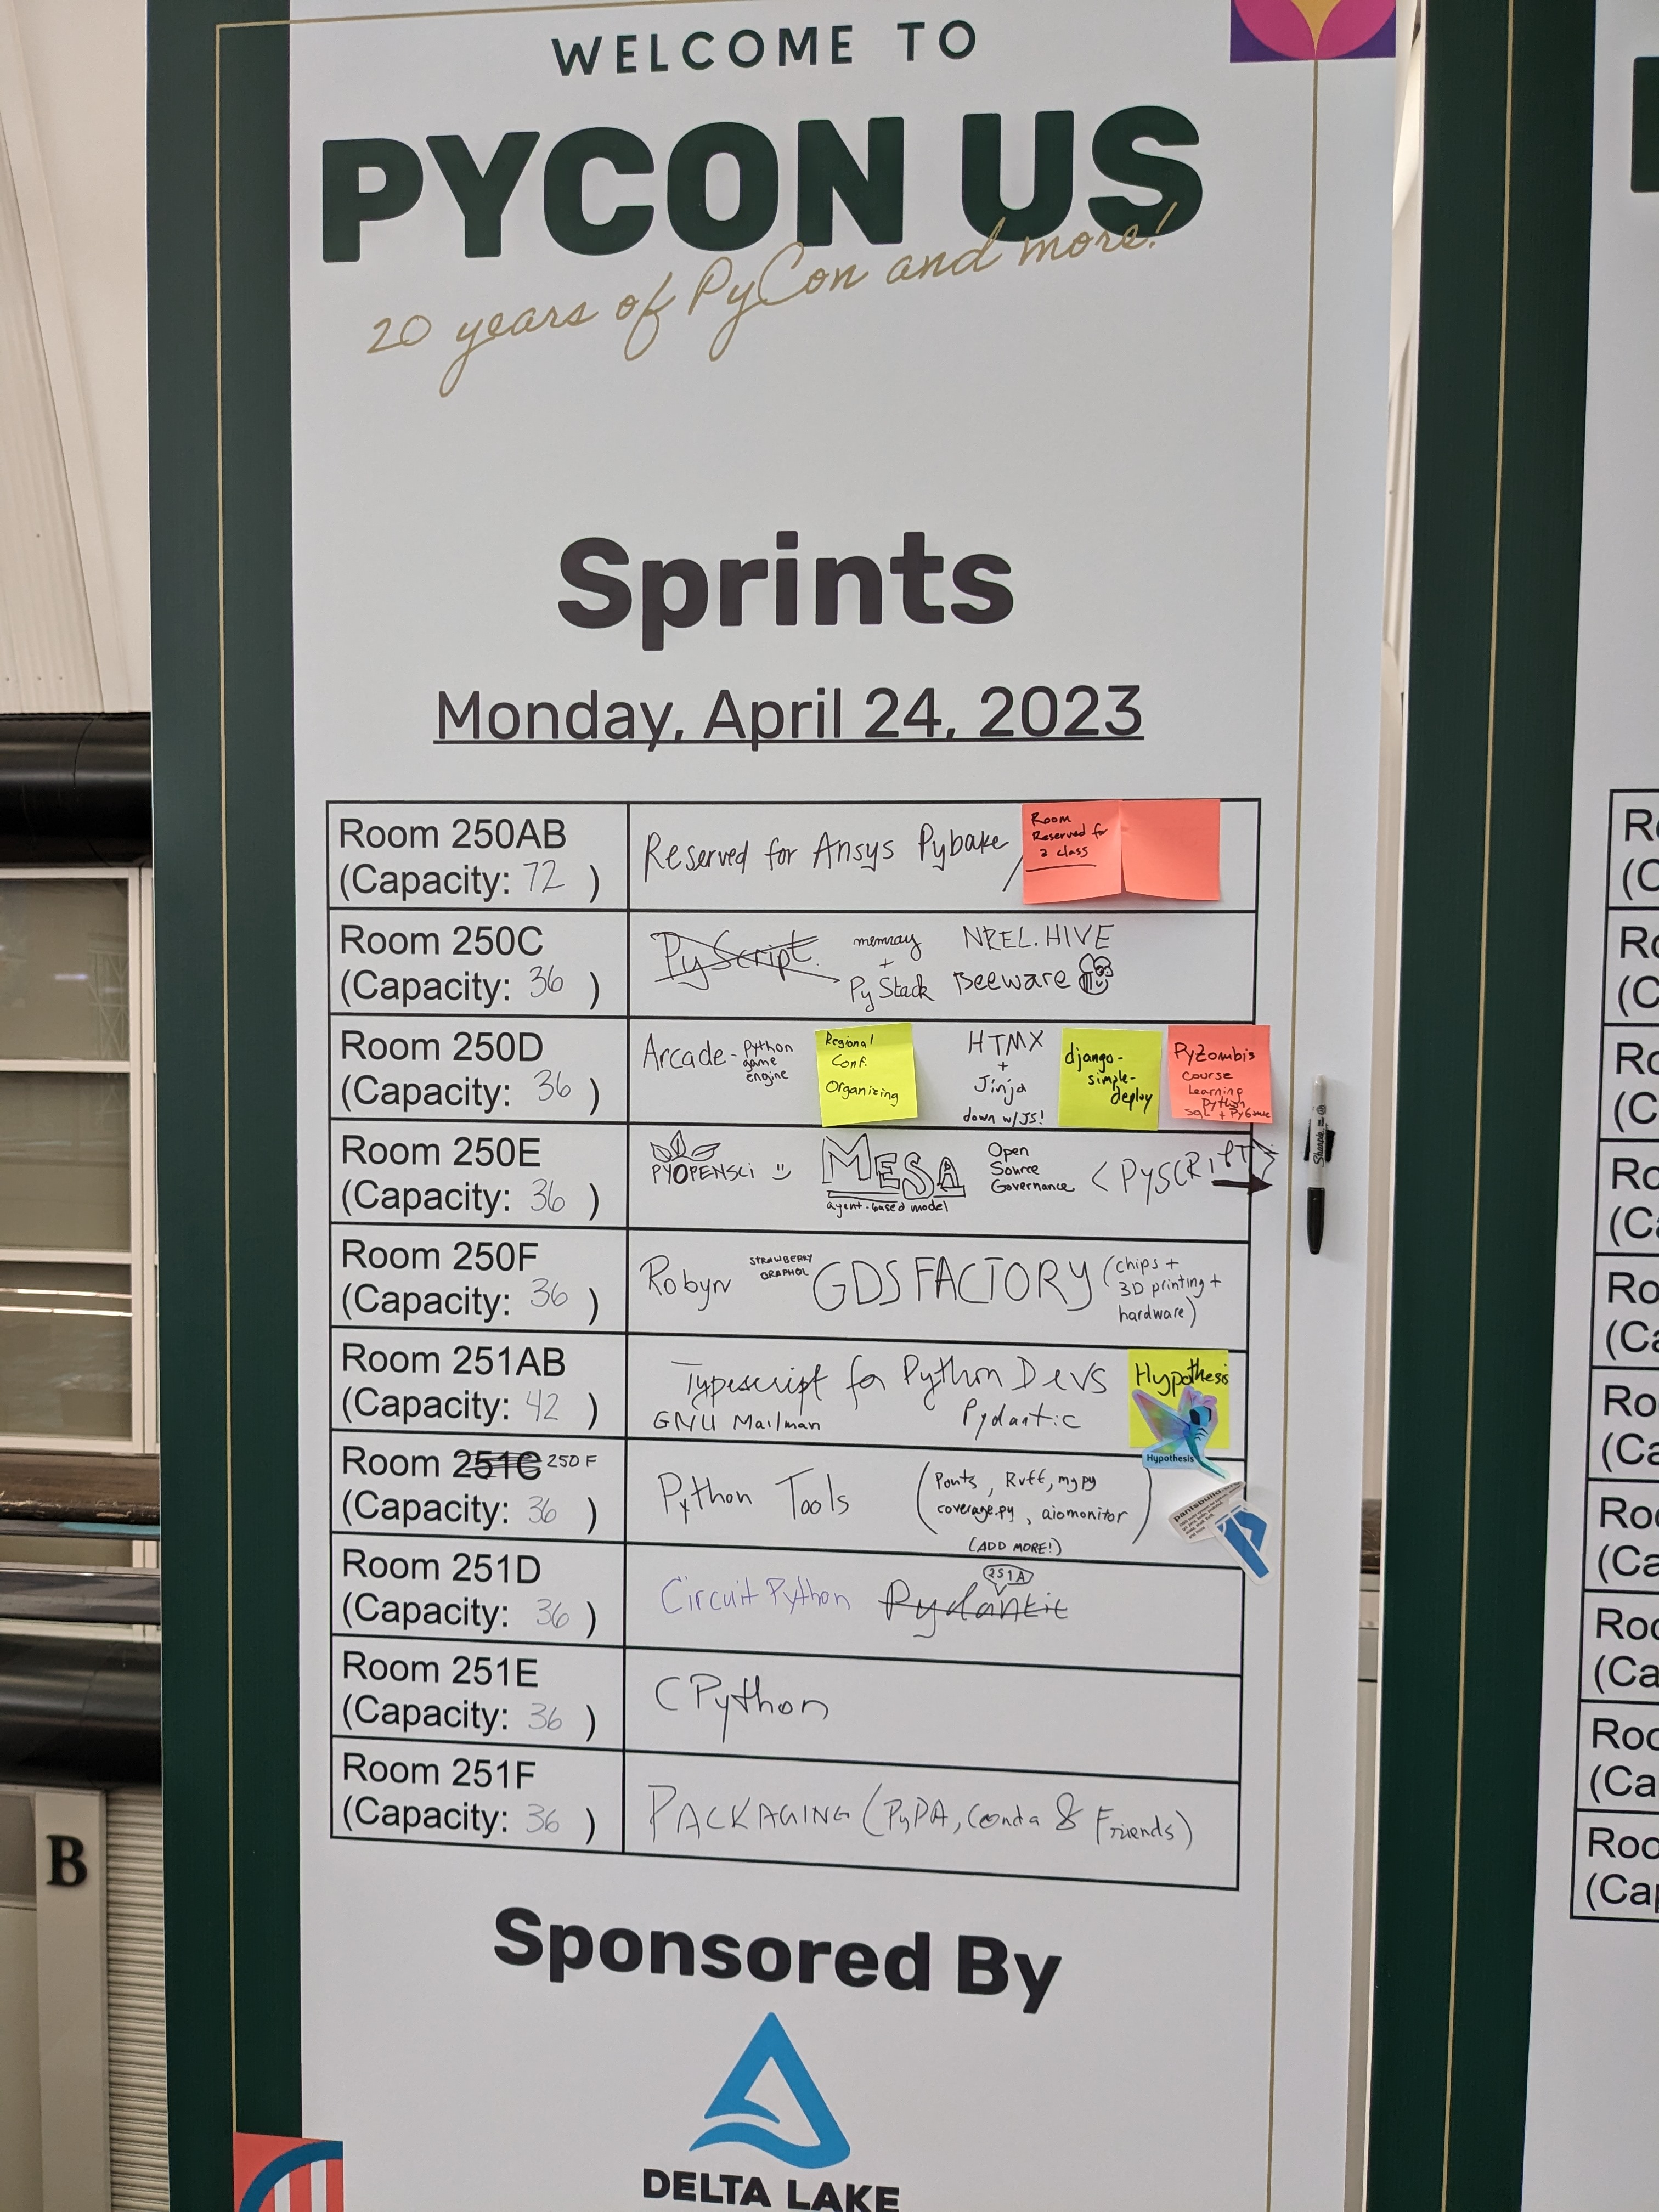 WELCOME TO
PYCON US
20 years of PyCon and more!
Sprints
Monday, April 24, 2023
Room 250AB
(Capacity: 72 )
Reserved for Ansys Pybake /
Room
Reserved for
a class
Room 250C
(Capacity: 36 )
PyScript.
memray
+
PyStack
NREL.HIVE
Beeware
Room 250D
(Capacity: 36 )
Arcade - Python
game
engine
Regional
Conf.
Organizing
HTMX
+
Jinja
down w/JS!
django-
simple-
deploy
PyZombis
Course
Learning
Python
SQL + PyGame
Room 250E
(Capacity: 36 )
PYOPENSCI
MESA
agent-based model
Open
Source
Governance
<PYSCRIPT>
Room 250F
(Capacity: 36 )
Robyn
STRAWBERRY
GRAPHQL
GDSFACTORY
(chips +
3D printing +
hardware)
Room 251AB
(Capacity: 42 )
Typescript for Python Devs
GNU Mailman
Pydantic
Hypothesis
Hypothesis
Room 251C 250 F
(Capacity: 36 )
Python Tools
(Pants, Ruff, mypy
coverage.py, aiomonitor)
(ADD MORE!)
pantsbuild
Room 251D
(Capacity: 36 )
Circuit Python
Pydantic
251A
Room 251E
(Capacity: 36 )
CPython
Room 251F
(Capacity: 36 )
PACKAGING (PyPA, Conda & Friends)
Sharpie
Sponsored By
DELTA LAKE
B